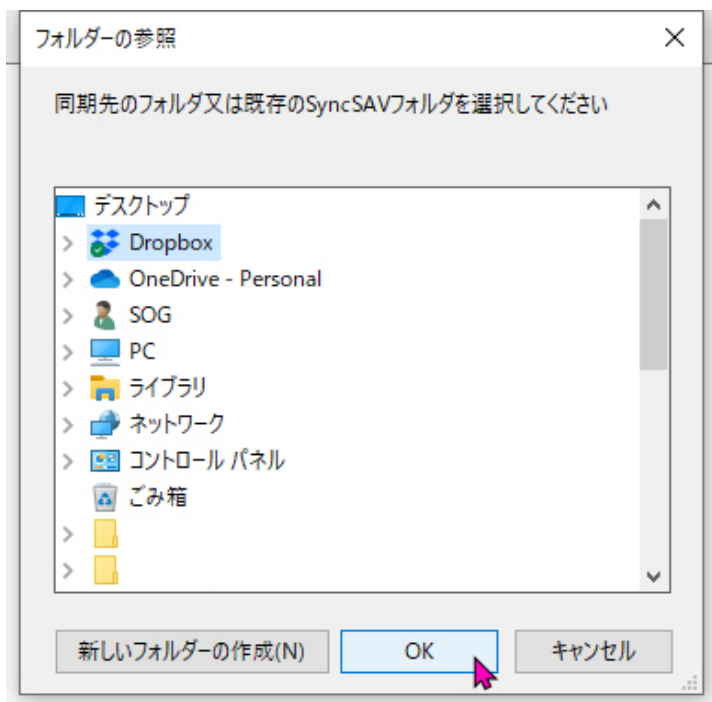 フォルダーの参照
同期先のフォルダ又は既存のSyncSAVフォルダを選択してください
デスクトップ
Dropbox
OneDrive - Personal
SOG
PC
ライブラリ
ネットワーク
コントロール パネル
ごみ箱
新しいフォルダーの作成(N)
OK
キャンセル